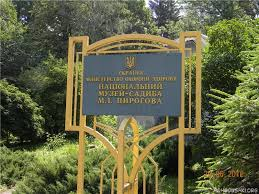 УКРАЇНА
МІНІСТЕРСТВО ОХОРОНИ ЗДОРОВ'Я
НАЦІОНАЛЬНИЙ
МУЗЕЙ-САДИБА
М.І. ПИРОГОВА